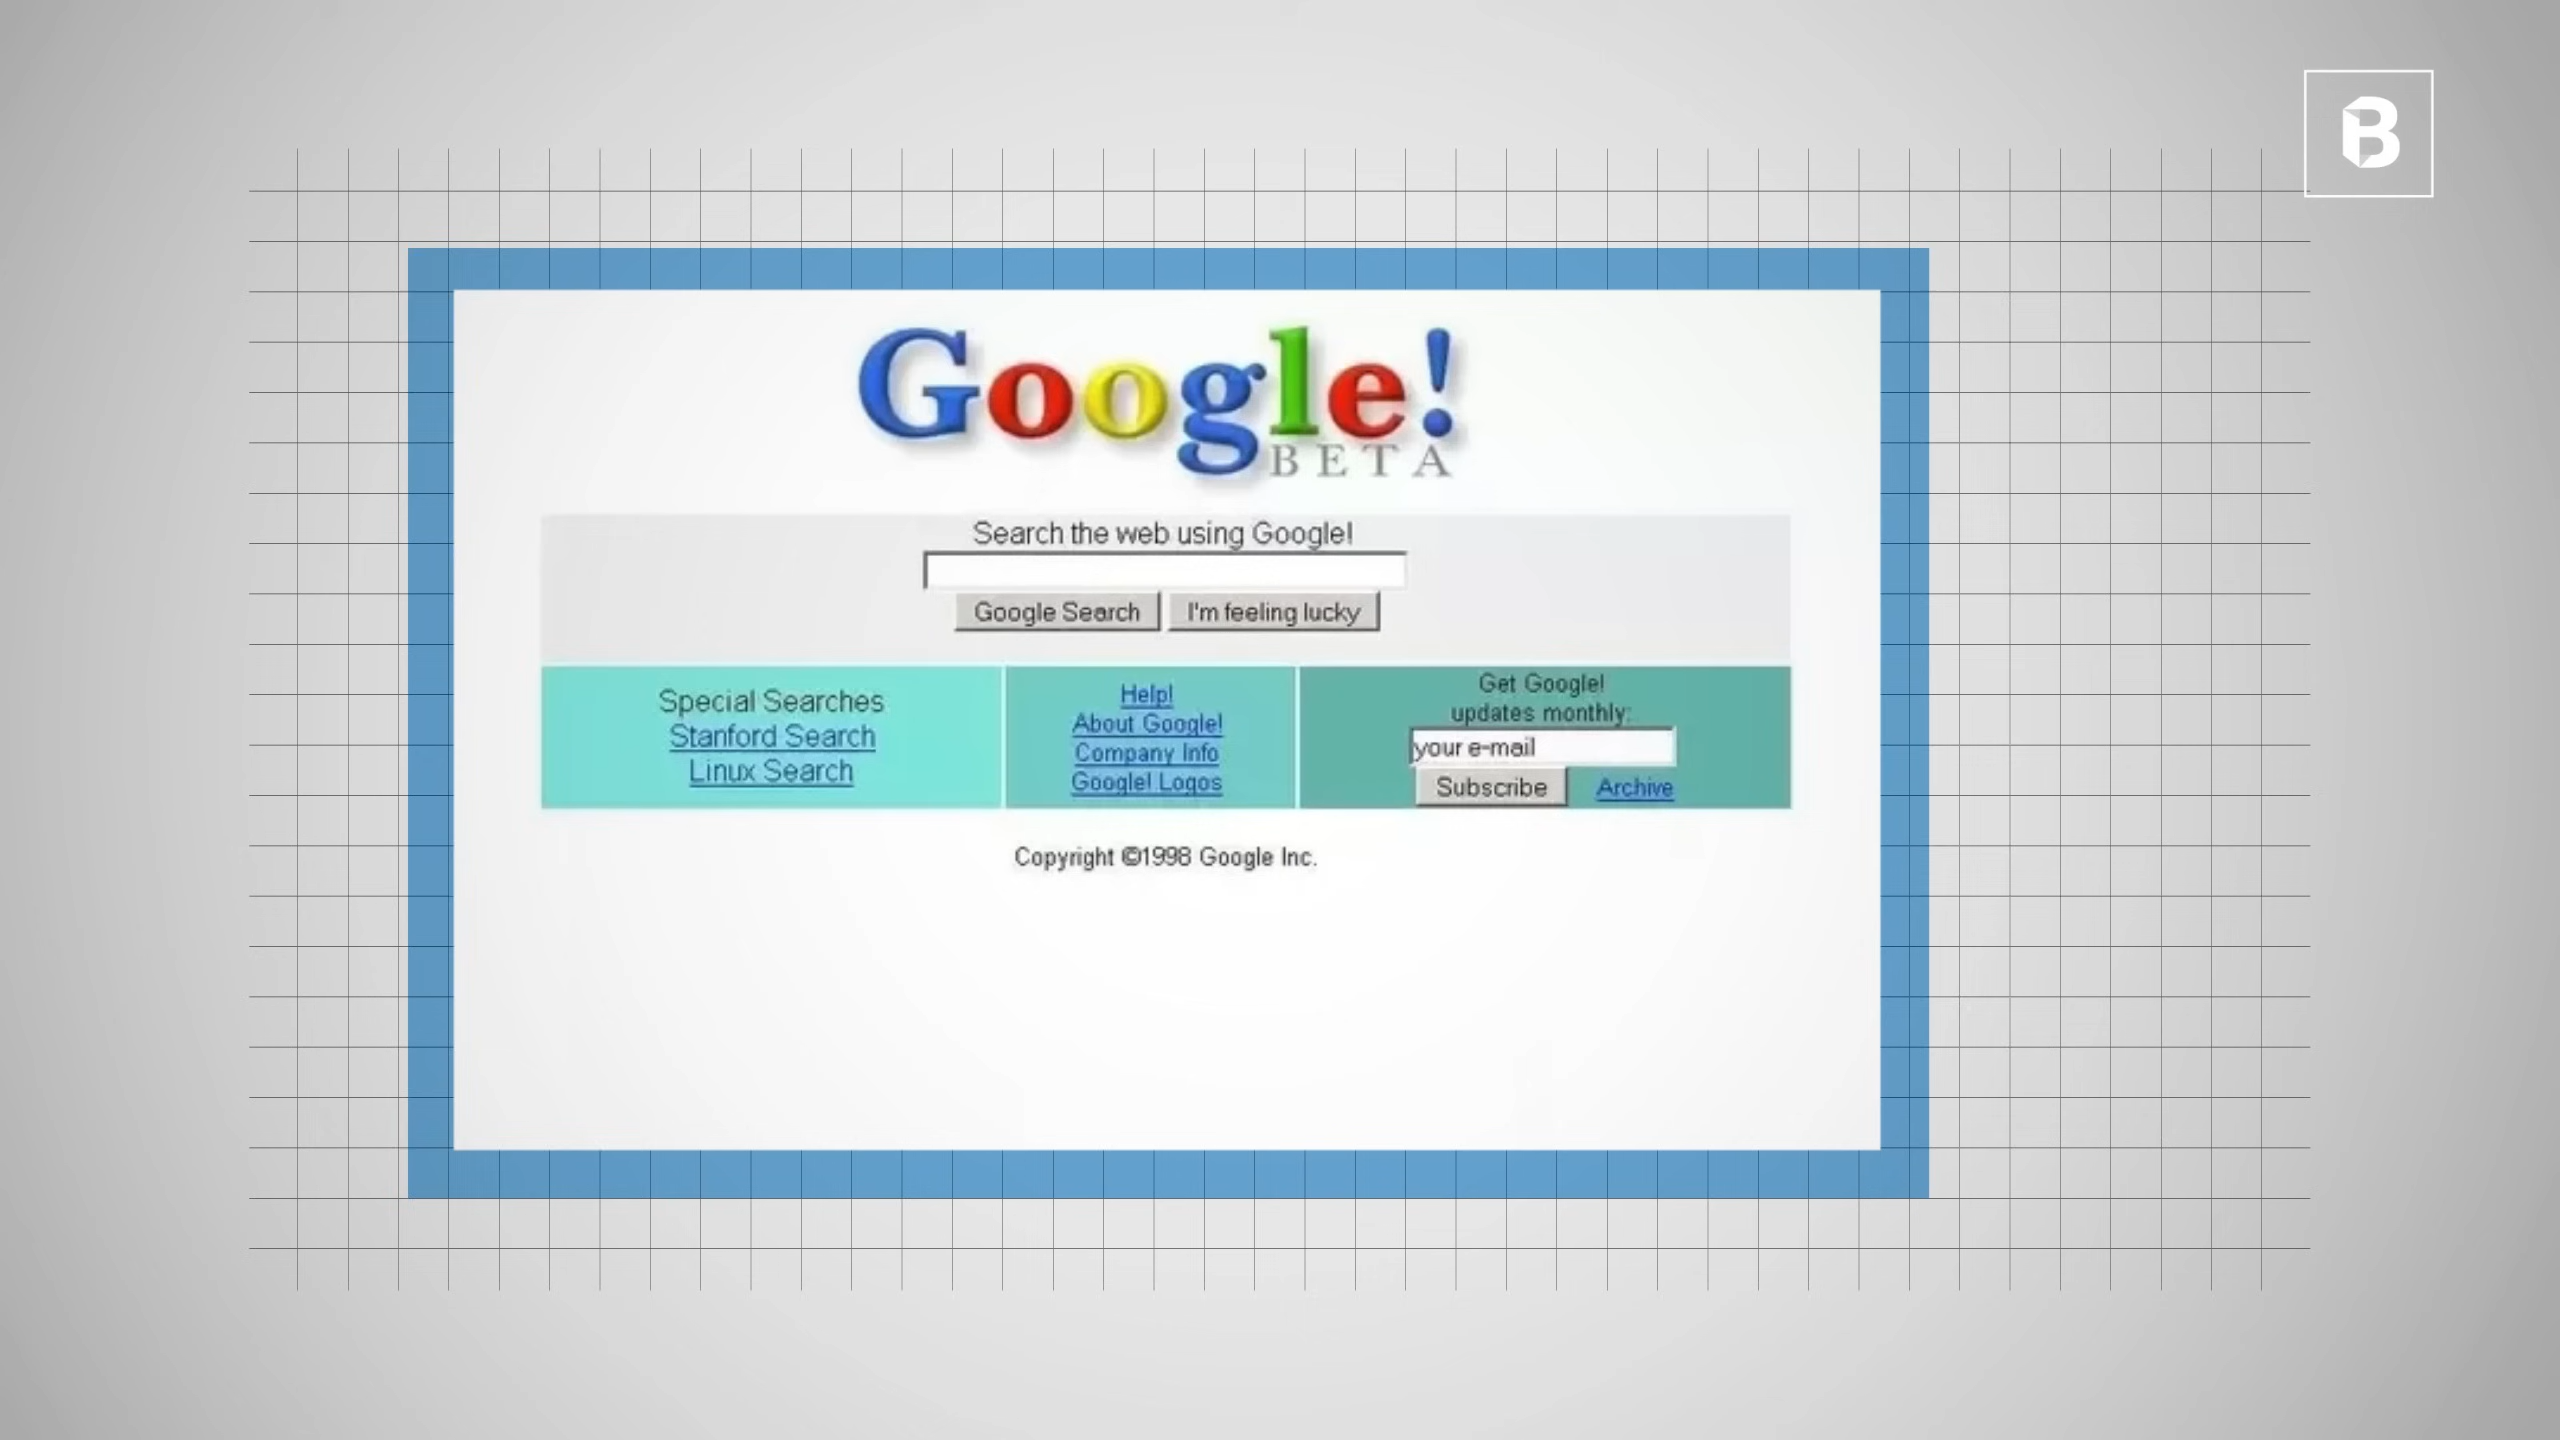 B
Google!
BETA
Search the web using Google!
Google Search
I'm feeling lucky
Special Searches
Stanford Search
Linux Search
Help!
About Google!
Company Info
Google! Logos
Get Google!
updates monthly:
your e-mail
Subscribe
Archive
Copyright ©1998 Google Inc.